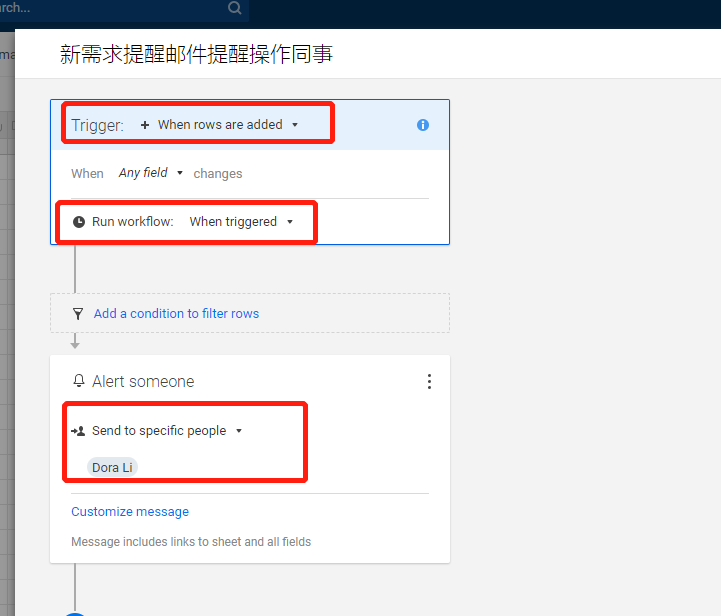 rch...
ma
新需求提醒邮件提醒操作同事
Trigger: + When rows are added
When Any field changes
Run workflow: When triggered
Add a condition to filter rows
Alert someone
Send to specific people
Dora Li
Customize message
Message includes links to sheet and all fields